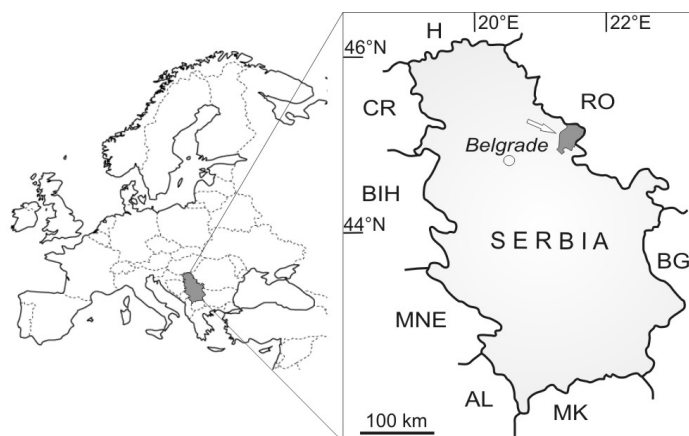 20°E 22°E
H
46°N
CR
RO
Belgrade
BIH
44°N
SERBIA
BG
MNE
AL
MK
100 km